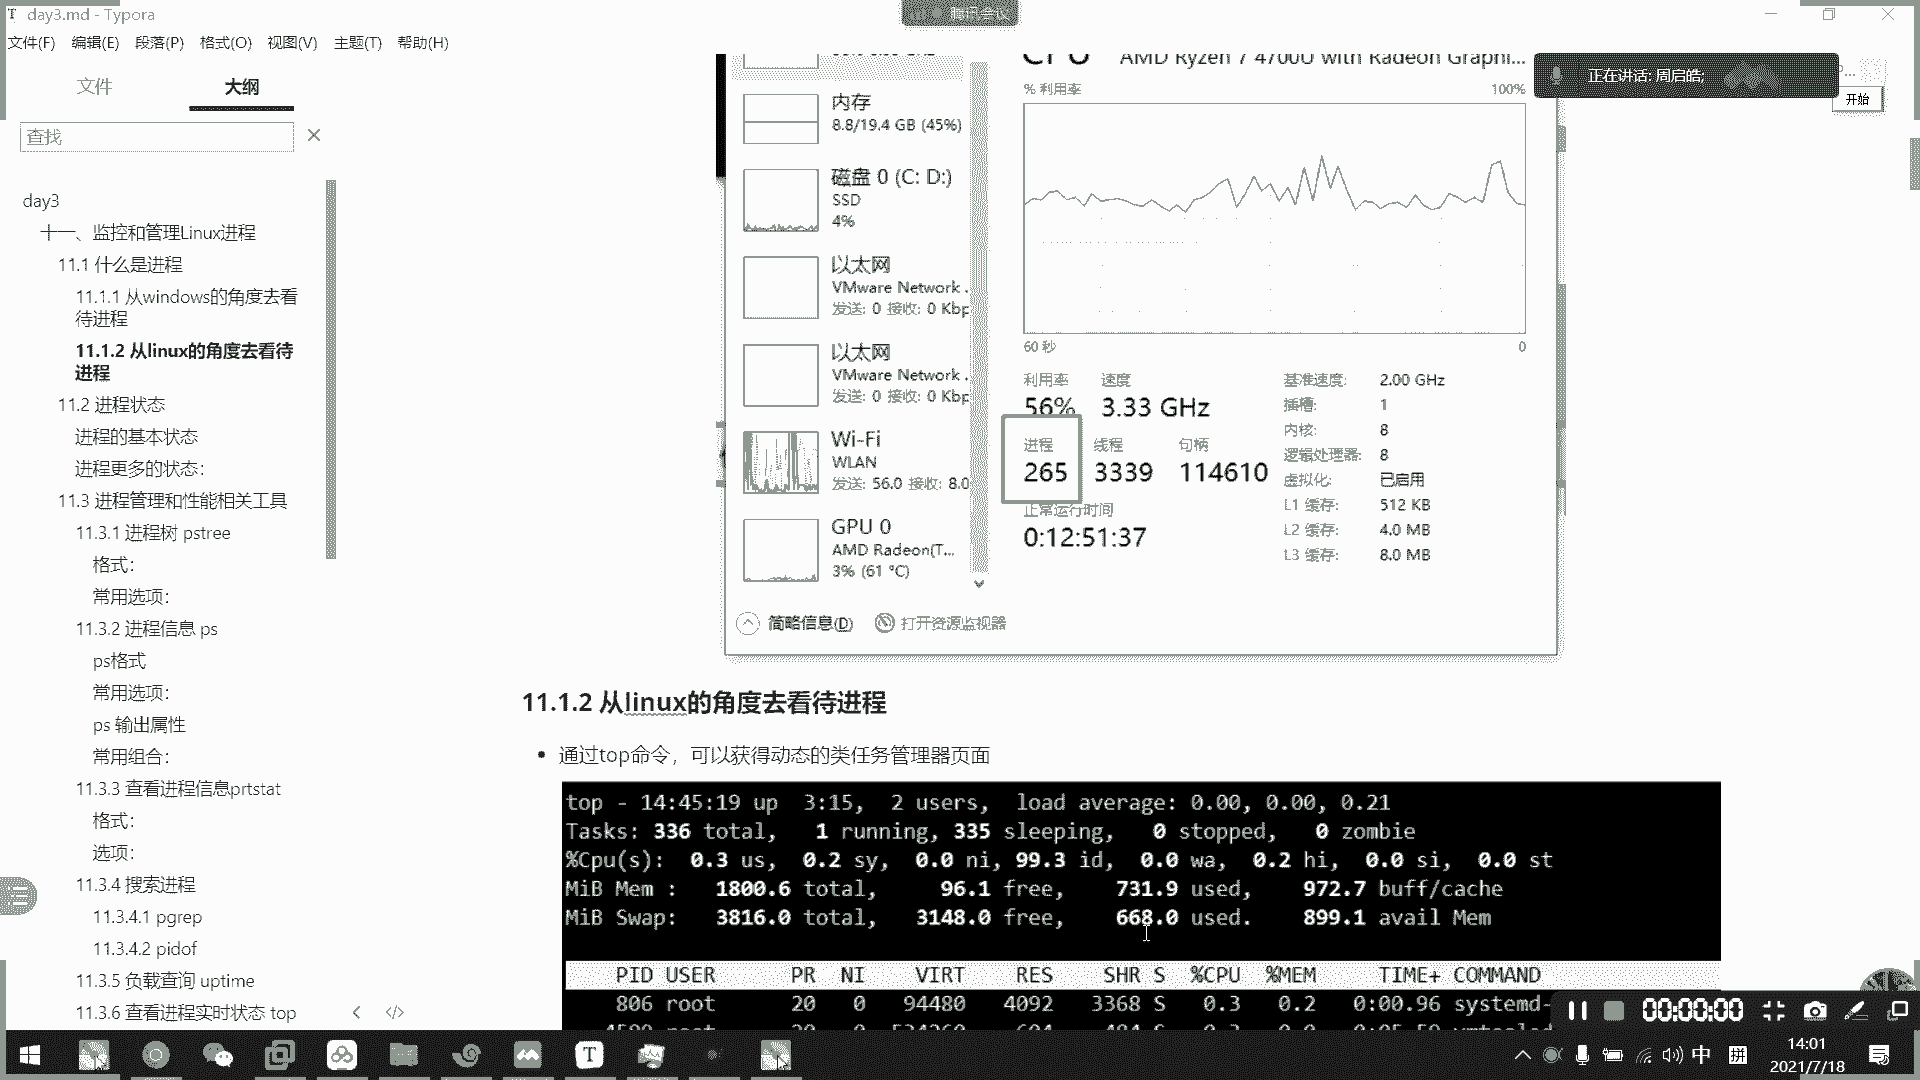 day3.md - Typora
腾讯会议
文件(F) 编辑(E) 段落(P) 格式(O) 视图(V) 主题(T) 帮助(H)
文件 大纲
查找
day3
十一、监控和管理Linux进程
11.1 什么是进程
11.1.1 从windows的角度去看
待进程
11.1.2 从linux的角度去看待
进程
11.2 进程状态
进程的基本状态
进程更多的状态：
11.3 进程管理和性能相关工具
11.3.1 进程树 pstree
格式：
常用选项：
11.3.2 进程信息 ps
ps格式
常用选项：
ps 输出属性
常用组合：
11.3.3 查看进程信息prtstat
格式：
选项：
11.3.4 搜索进程
11.3.4.1 pgrep
11.3.4.2 pidof
11.3.5 负载查询 uptime
11.3.6 查看进程实时状态 top
CPU AMD Ryzen 7 4700U with Radeon Graphi...
正在讲话: 周启皓;
开始
内存
8.8/19.4 GB (45%)
磁盘 0 (C: D:)
SSD
4%
以太网
VMware Network .
发送: 0 接收: 0 Kbp
以太网
VMware Network .
发送: 0 接收: 0 Kbp
Wi-Fi
WLAN
发送: 56.0 接收: 8.0
GPU 0
AMD Radeon(T...
3% (61 °C)
% 利用率 100%
60 秒 0
利用率 速度
56% 3.33 GHz
进程 线程 句柄
265 3339 114610
正常运行时间
0:12:51:37
基准速度: 2.00 GHz
插槽: 1
内核: 8
逻辑处理器: 8
虚拟化: 已启用
L1 缓存: 512 KB
L2 缓存: 4.0 MB
L3 缓存: 8.0 MB
简略信息(D) 打开资源监视器
11.1.2 从linux的角度去看待进程
通过top命令，可以获得动态的类任务管理器页面
top - 14:45:19 up 3:15, 2 users, load average: 0.00, 0.00, 0.21
Tasks: 336 total, 1 running, 335 sleeping, 0 stopped, 0 zombie
%Cpu(s): 0.3 us, 0.2 sy, 0.0 ni, 99.3 id, 0.0 wa, 0.2 hi, 0.0 si, 0.0 st
MiB Mem : 1800.6 total, 96.1 free, 731.9 used, 972.7 buff/cache
MiB Swap: 3816.0 total, 3148.0 free, 668.0 used. 899.1 avail Mem
PID USER PR NI VIRT RES SHR S %CPU %MEM TIME+ COMMAND
806 root 20 0 94480 4092 3368 S 0.3 0.2 0:00.96 systemd-
00:00:00
中 拼
14:01
2021/7/18